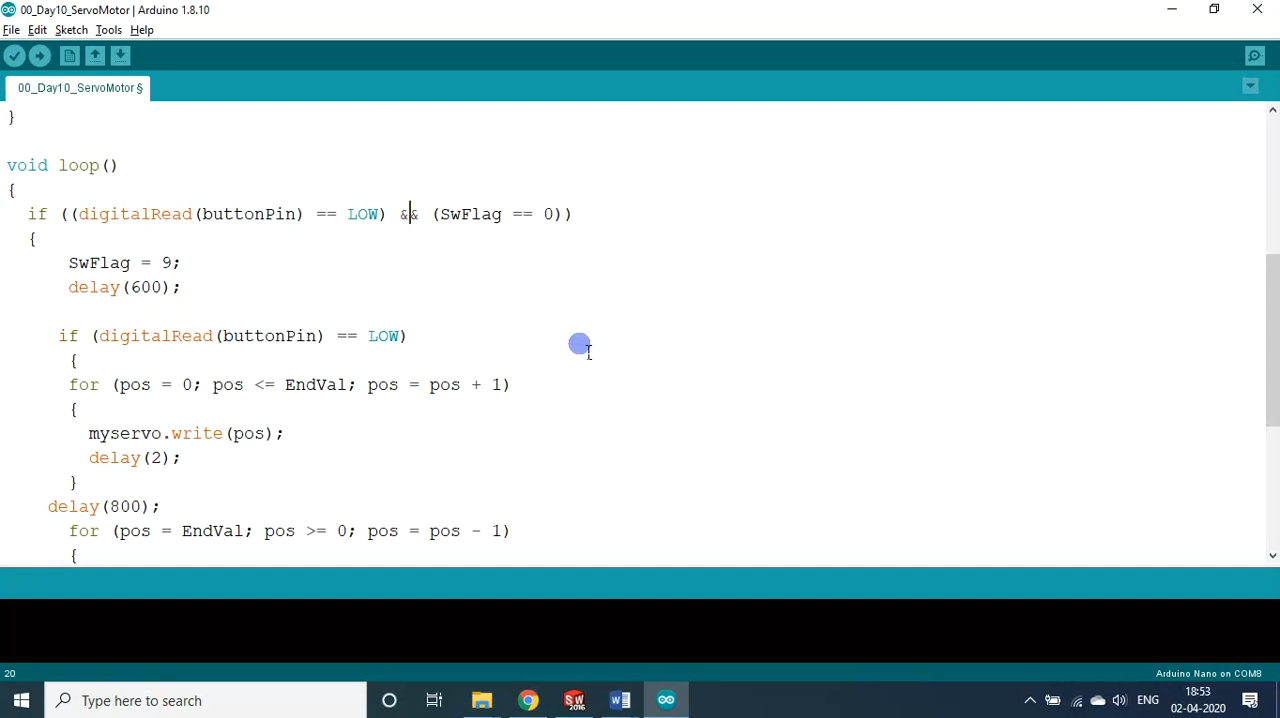 00_Day10_ServoMotor | Arduino 1.8.10
File Edit Sketch Tools Help
00_Day10_ServoMotor §
}
void loop()
{
if ((digitalRead(buttonPin) == LOW) && (SwFlag == 0))
{
SwFlag = 9;
delay(600);
if (digitalRead(buttonPin) == LOW)
{
for (pos = 0; pos <= EndVal; pos = pos + 1)
{
myservo.write(pos);
delay(2);
}
delay(800);
for (pos = EndVal; pos >= 0; pos = pos - 1)
{
20
Arduino Nano on COM8
Type here to search
SW
2016
ENG
18:53
02-04-2020